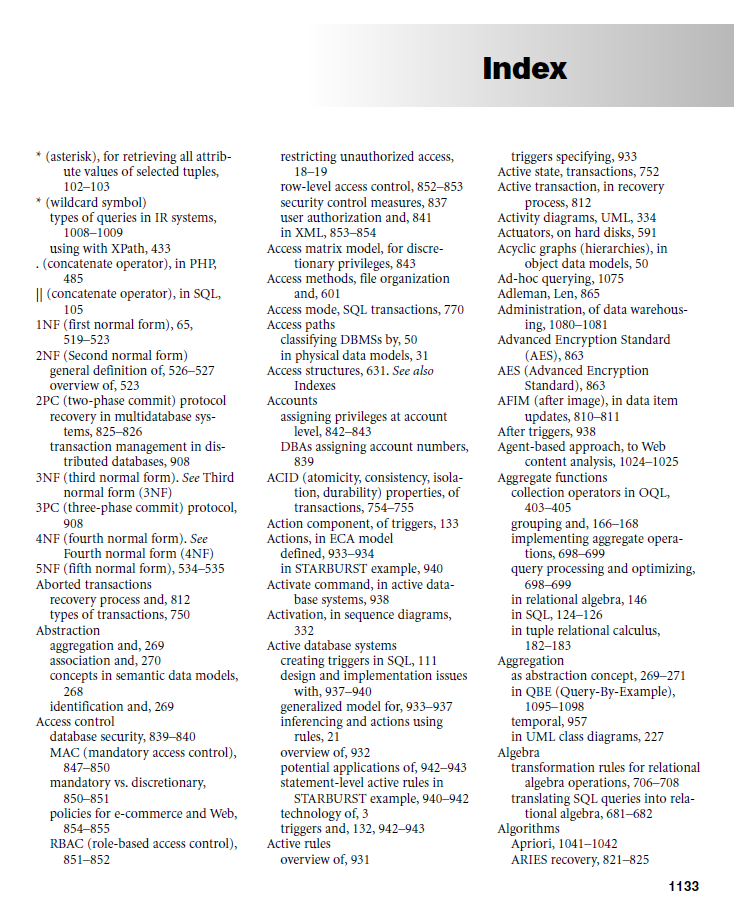 Index
* (asterisk), for retrieving all attrib-
ute values of selected tuples,
102–103
* (wildcard symbol)
types of queries in IR systems,
1008–1009
using with XPath, 433
. (concatenate operator), in PHP,
485
|| (concatenate operator), in SQL,
105
1NF (first normal form), 65,
519–523
2NF (Second normal form)
general definition of, 526–527
overview of, 523
2PC (two-phase commit) protocol
recovery in multidatabase sys-
tems, 825–826
transaction management in dis-
tributed databases, 908
3NF (third normal form). See Third
normal form (3NF)
3PC (three-phase commit) protocol,
908
4NF (fourth normal form). See
Fourth normal form (4NF)
5NF (fifth normal form), 534–535
Aborted transactions
recovery process and, 812
types of transactions, 750
Abstraction
aggregation and, 269
association and, 270
concepts in semantic data models,
268
identification and, 269
Access control
database security, 839–840
MAC (mandatory access control),
847–850
mandatory vs. discretionary,
850–851
policies for e-commerce and Web,
854–855
RBAC (role-based access control),
851–852
restricting unauthorized access,
18–19
row-level access control, 852–853
security control measures, 837
user authorization and, 841
in XML, 853–854
Access matrix model, for discre-
tionary privileges, 843
Access methods, file organization
and, 601
Access mode, SQL transactions, 770
Access paths
classifying DBMSs by, 50
in physical data models, 31
Access structures, 631. See also
Indexes
Accounts
assigning privileges at account
level, 842–843
DBAs assigning account numbers,
839
ACID (atomicity, consistency, isola-
tion, durability) properties, of
transactions, 754–755
Action component, of triggers, 133
Actions, in ECA model
defined, 933–934
in STARBURST example, 940
Activate command, in active data-
base systems, 938
Activation, in sequence diagrams,
332
Active database systems
creating triggers in SQL, 111
design and implementation issues
with, 937–940
generalized model for, 933–937
inferencing and actions using
rules, 21
overview of, 932
potential applications of, 942–943
statement-level active rules in
STARBURST example, 940–942
technology of, 3
triggers and, 132, 942–943
Active rules
overview of, 931
triggers specifying, 933
Active state, transactions, 752
Active transaction, in recovery
process, 812
Activity diagrams, UML, 334
Actuators, on hard disks, 591
Acyclic graphs (hierarchies), in
object data models, 50
Ad-hoc querying, 1075
Adleman, Len, 865
Administration, of data warehous-
ing, 1080–1081
Advanced Encryption Standard
(AES), 863
AES (Advanced Encryption
Standard), 863
AFIM (after image), in data item
updates, 810–811
After triggers, 938
Agent-based approach, to Web
content analysis, 1024–1025
Aggregate functions
collection operators in OQL,
403–405
grouping and, 166–168
implementing aggregate opera-
tions, 698–699
query processing and optimizing,
698–699
in relational algebra, 146
in SQL, 124–126
in tuple relational calculus,
182–183
Aggregation
as abstraction concept, 269–271
in QBE (Query-By-Example),
1095–1098
temporal, 957
in UML class diagrams, 227
Algebra
transformation rules for relational
algebra operations, 706–708
translating SQL queries into rela-
tional algebra, 681–682
Algorithms
Apriori, 1041–1042
ARIES recovery, 821–825
1133